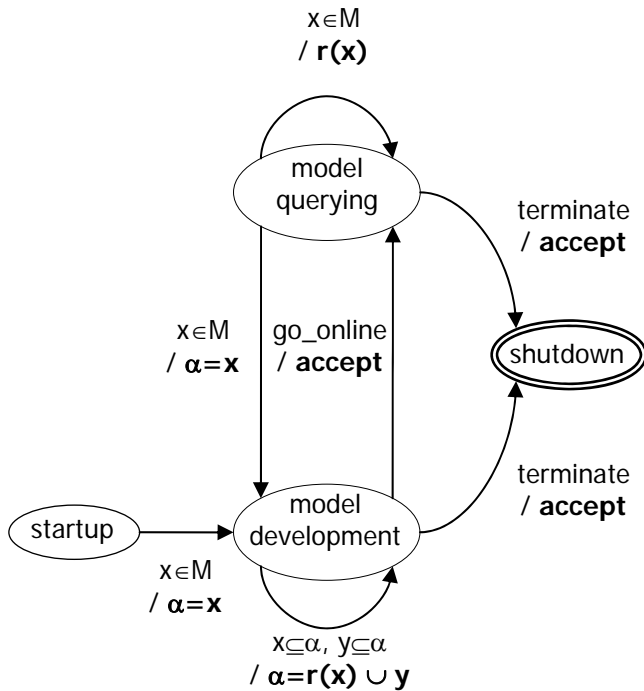 x∈M
/ r(x)
model
querying
terminate
/ accept
x∈M
/ α=x
go_online
/ accept
shutdown
model
development
startup
terminate
/ accept
x∈M
/ α=x
x⊆α, y⊆α
/ α=r(x) ∪ y